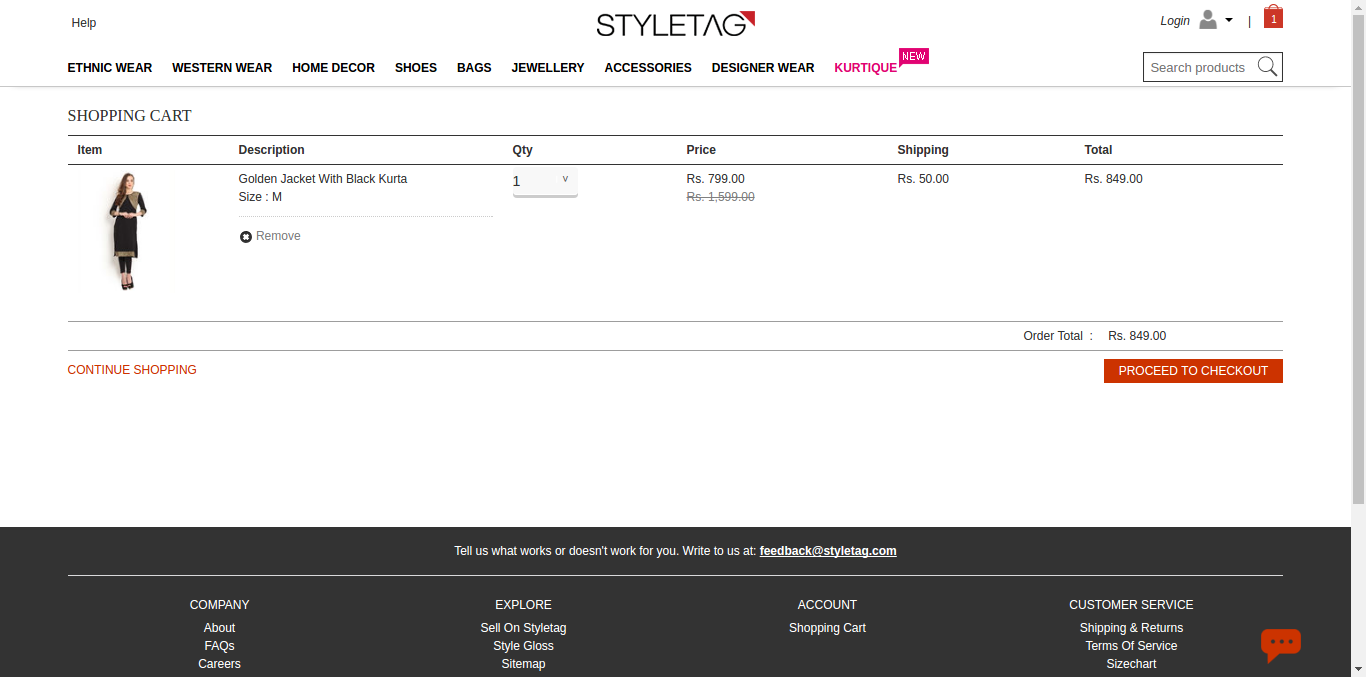 Help
STYLETAG
Login
|
1
ETHNIC WEAR WESTERN WEAR HOME DECOR SHOES BAGS JEWELLERY ACCESSORIES DESIGNER WEAR KURTIQUE NEW
Search products
SHOPPING CART
Item Description Qty Price Shipping Total
Golden Jacket With Black Kurta 1 v Rs. 799.00 Rs. 50.00 Rs. 849.00
Size : M Rs. 1,599.00
Remove
Order Total : Rs. 849.00
CONTINUE SHOPPING PROCEED TO CHECKOUT
Tell us what works or doesn't work for you. Write to us at: feedback@styletag.com
COMPANY EXPLORE ACCOUNT CUSTOMER SERVICE
About Sell On Styletag Shopping Cart Shipping & Returns
FAQs Style Gloss Terms Of Service
Careers Sitemap Sizechart